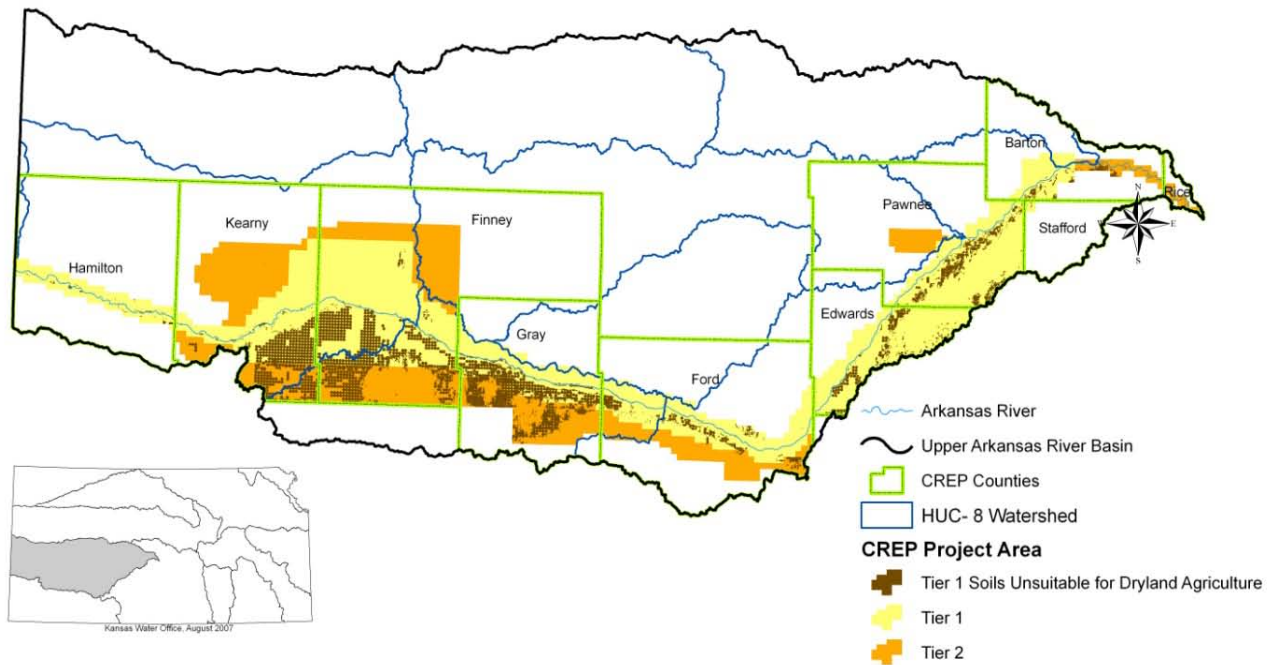 Barton
Rice
Kearny
Finney
Pawnee
N
E
S
Stafford
Hamilton
Edwards
Gray
Ford
Arkansas River
Upper Arkansas River Basin
CREP Counties
HUC- 8 Watershed
CREP Project Area
Tier 1 Soils Unsuitable for Dryland Agriculture
Tier 1
Tier 2
Kansas Water Office, August 2007